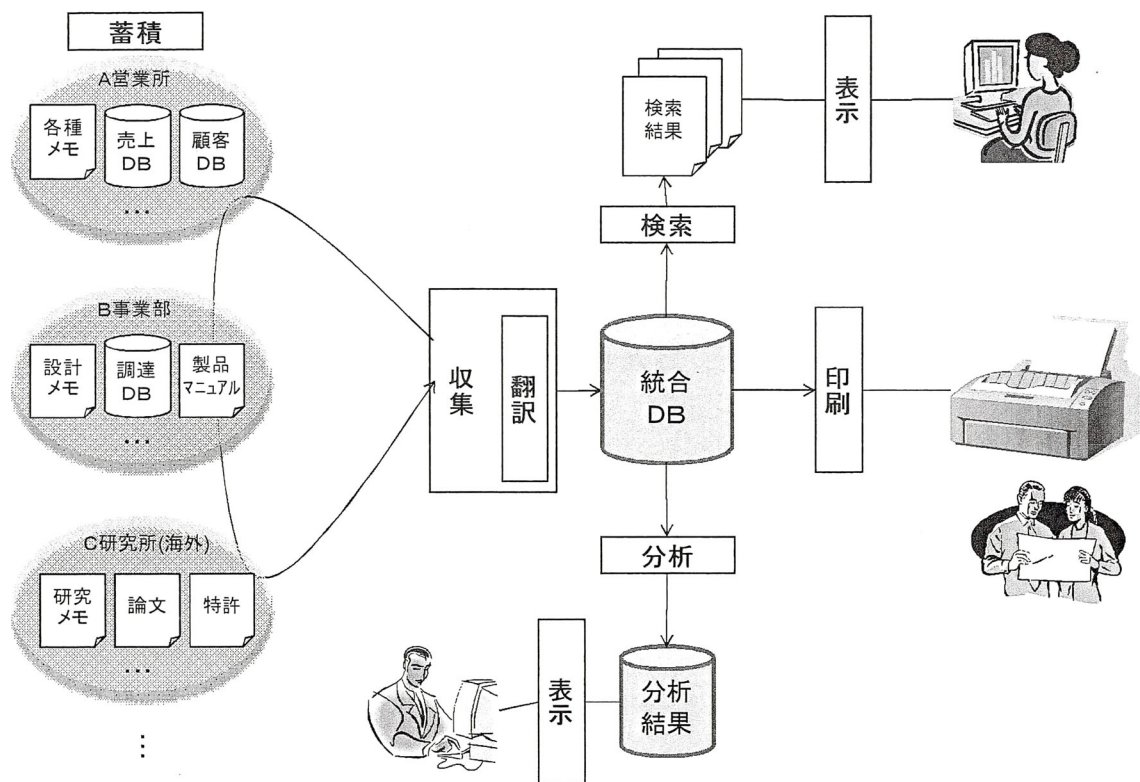 蓄積
A営業所
各種
メモ
売上
DB
顧客
DB
…
B事業部
設計
メモ
調達
DB
製品
マニュアル
…
C研究所(海外)
研究
メモ
論文
特許
…
⋮
収集
翻訳
統合
DB
検索
検索
結果
表示
印刷
分析
分析
結果
表示